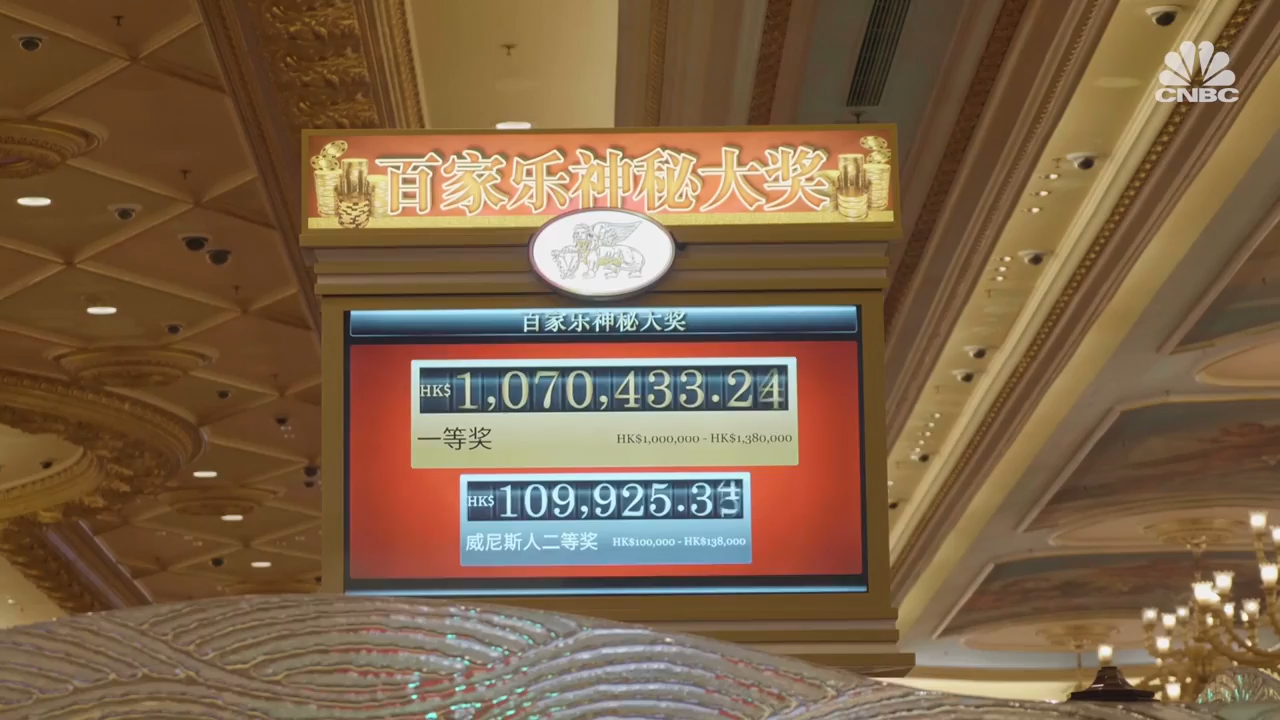 CNBC
百家乐神秘大奖
百家乐神秘大奖
HK$1,070,433.24
一等奖 HK$1,000,000 - HK$1,380,000
HK$109,925.3
威尼斯人二等奖 HK$100,000 - HK$138,000